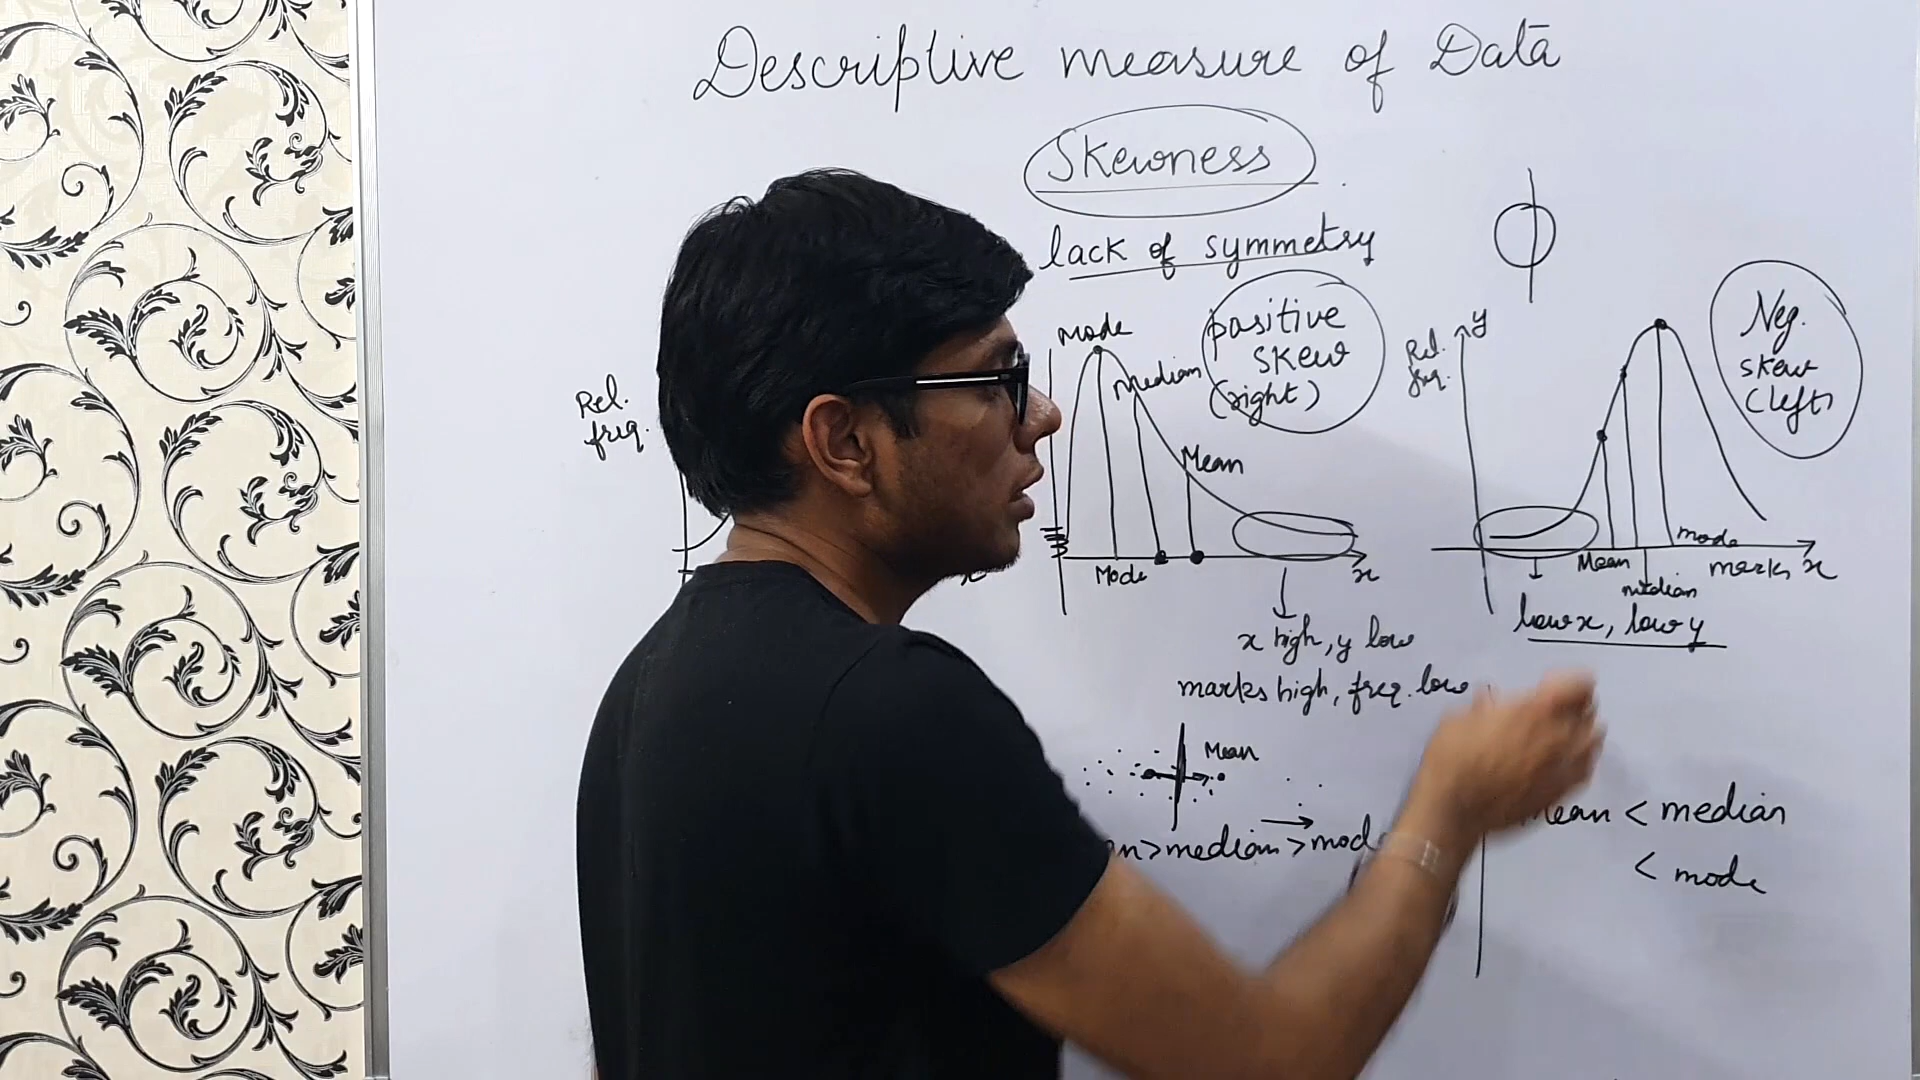 Descriptive measure of Data
Skewness
lack of symmetry
Rel.
freq.
mode
median
Mean
Mode
x
positive
skew
(right)
x high, y low
marks high, freq. low
Mean
median > mode
Rel.
frq.
y
Neg.
skew
(left)
Mean
median
mode
marks x
low x, low y
mean < median
< mode